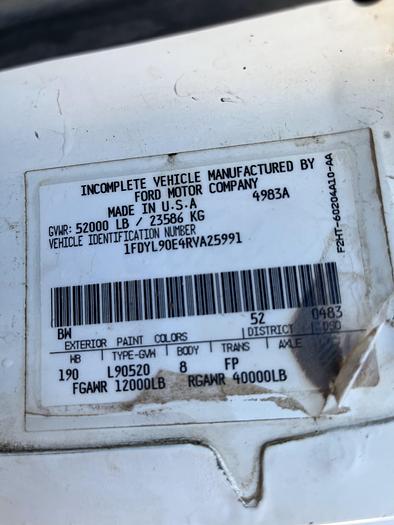 INCOMPLETE VEHICLE MANUFACTURED BY
FORD MOTOR COMPANY
MADE IN U.S.A 4983A
GVWR: 52000 LB / 23586 KG
VEHICLE IDENTIFICATION NUMBER
1FDYL90E4RVA25991
F2HT-60204A10-AA
BW 52 0483
EXTERIOR PAINT COLORS DISTRICT DSO
WB TYPE-GVW BODY TRANS AXLE
190 L90520 8 FP
FGAWR 12000LB RGAWR 40000LB